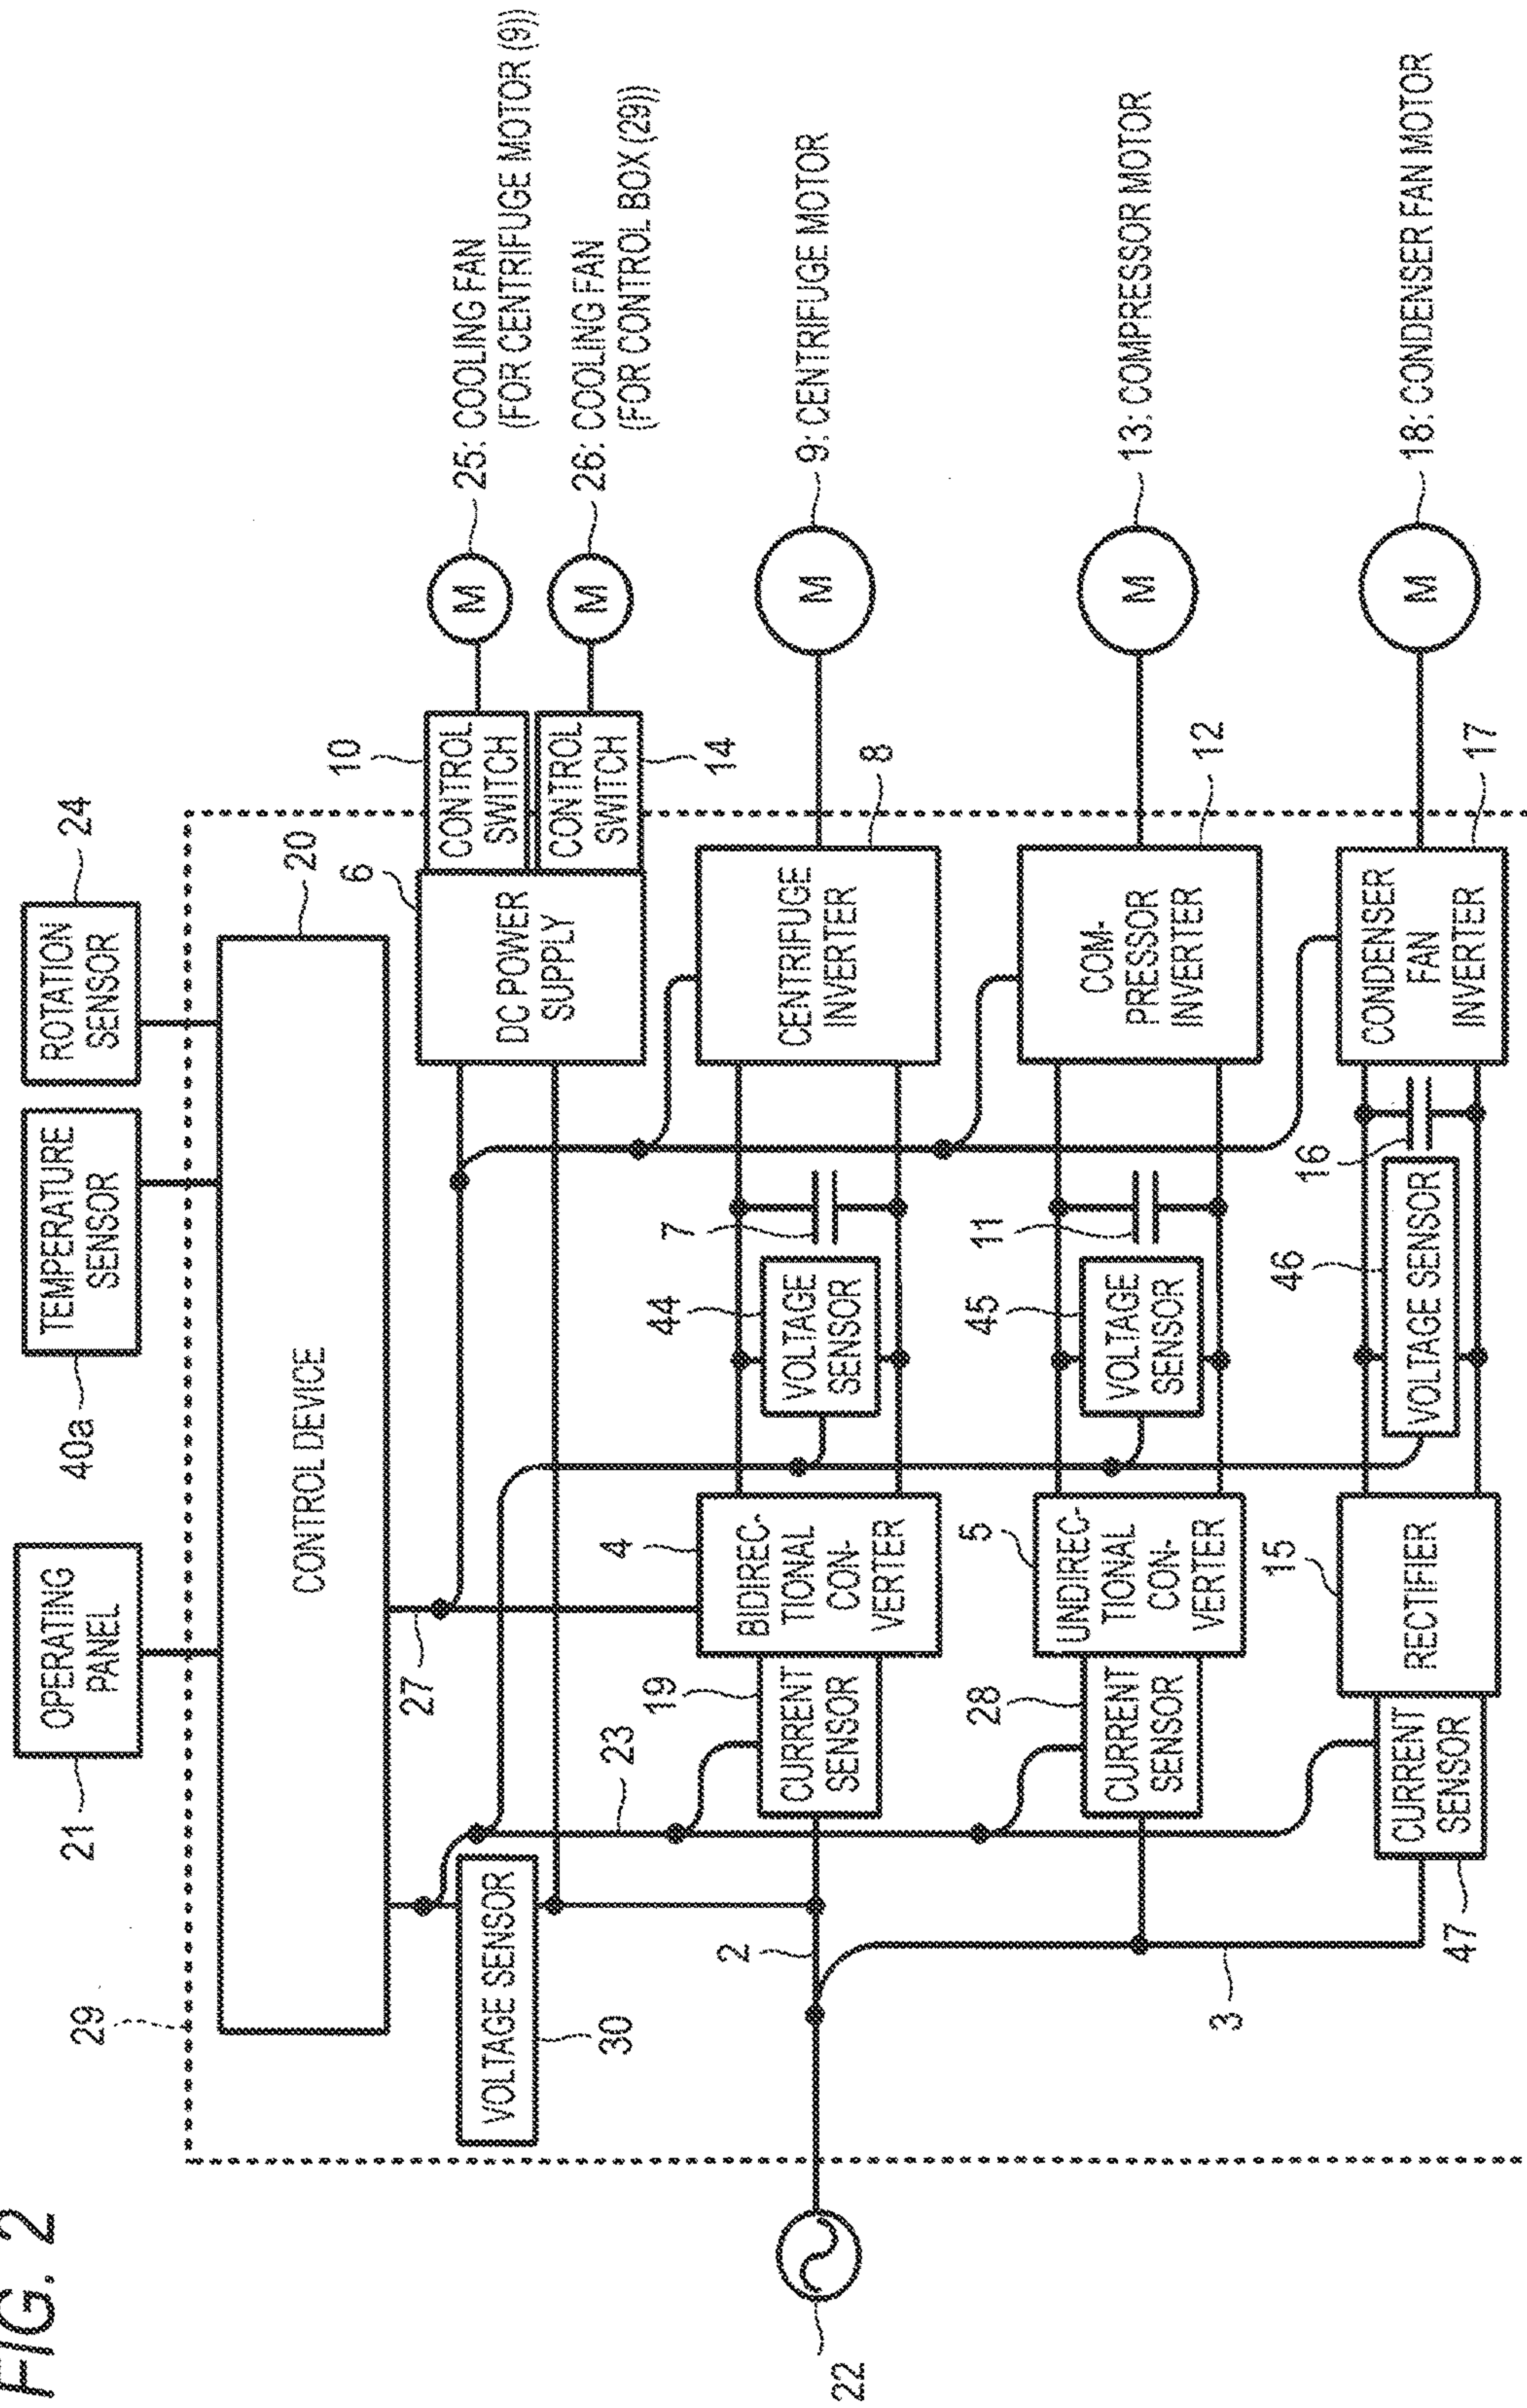 FIG. 2
21
OPERATING
PANEL
40a
TEMPERATURE
SENSOR
ROTATION
SENSOR
24
29
CONTROL DEVICE
20
27
VOLTAGE SENSOR
30
23
6
DC POWER
SUPPLY
10
CONTROL
SWITCH
CONTROL
SWITCH
14
M
25: COOLING FAN
(FOR CENTRIFUGE MOTOR (9))
M
26: COOLING FAN
(FOR CONTROL BOX (29))
22
2
19
CURRENT
SENSOR
4
BIDIREC-
TIONAL
CON-
VERTER
44
VOLTAGE
SENSOR
7
CENTRIFUGE
INVERTER
8
M
9: CENTRIFUGE MOTOR
28
CURRENT
SENSOR
5
UNDIREC-
TIONAL
CON-
VERTER
45
VOLTAGE
SENSOR
11
COM-
PRESSOR
INVERTER
12
M
13: COMPRESSOR MOTOR
3
47
CURRENT
SENSOR
15
RECTIFIER
46
VOLTAGE SENSOR
16
CONDENSER
FAN
INVERTER
17
M
18: CONDENSER FAN MOTOR